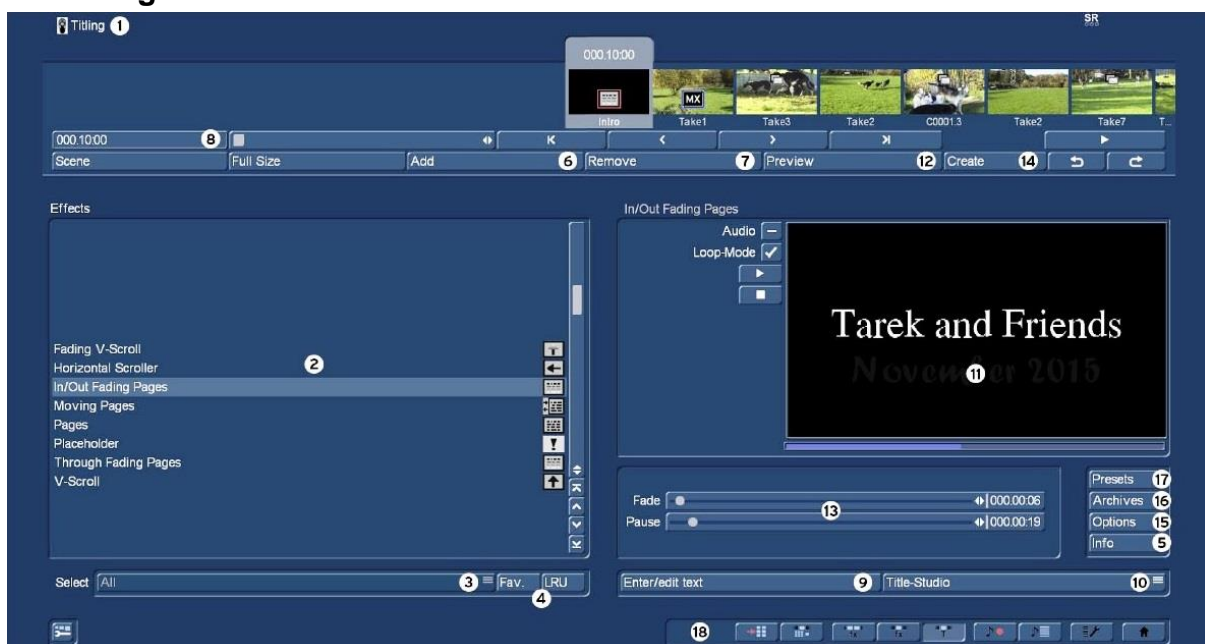 Titling 1
SR
000.10:00
MX
Intro Take1 Take3 Take2 C0001.3 Take2 Take7 T...
000.10:00 8
Scene Full Size Add 6 Remove 7 Preview 12 Create 14
Effects
In/Out Fading Pages
Audio
Loop-Mode
Tarek and Friends
November 2015
11
Fading V-Scroll
Horizontal Scroller 2
In/Out Fading Pages
Moving Pages
Pages
Placeholder
Through Fading Pages
V-Scroll
Fade 000.00:06
Pause 000.00:19
13
Presets 17
Archives 16
Options 15
Info 5
Select All 3 Fav. LRU
4
Enter/edit text 9 Title-Studio 10
18